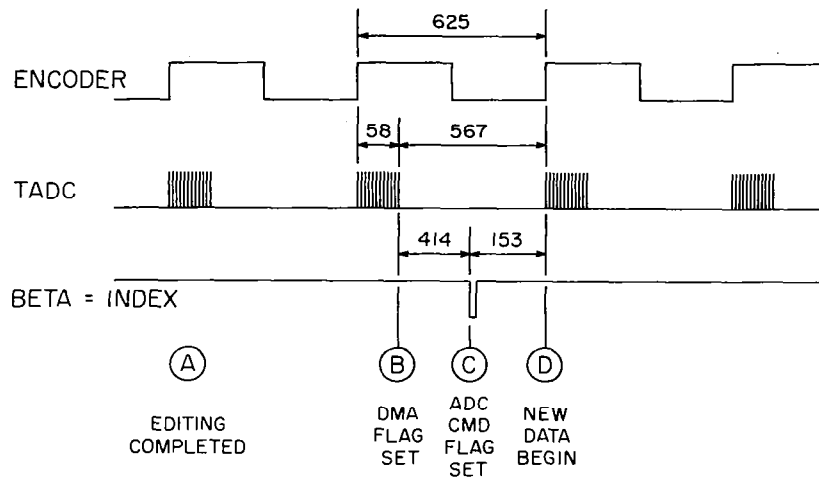 625
ENCODER
58
567
TADC
414
153
BETA = INDEX
A
B
C
D
EDITING
COMPLETED
DMA
FLAG
SET
ADC
CMD
FLAG
SET
NEW
DATA
BEGIN